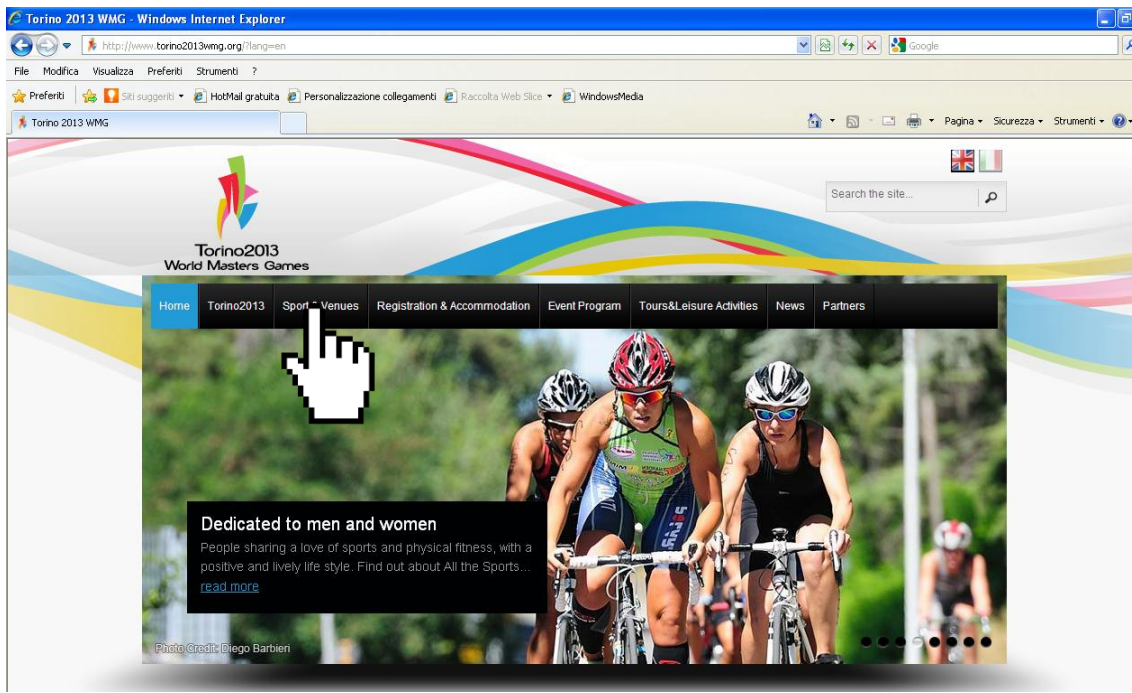 Torino 2013 WMG - Windows Internet Explorer
http://www.torino2013wmg.org/?lang=en
Google
File Modifica Visualizza Preferiti Strumenti ?
Preferiti Siti suggeriti HotMail gratuita Personalizzazione collegamenti Raccolta Web Slice WindowsMedia
Torino 2013 WMG
Pagina Sicurezza Strumenti
Search the site...
Torino2013
World Masters Games
Home Torino2013 Sport & Venues Registration & Accommodation Event Program Tours&Leisure Activities News Partners
Dedicated to men and women
People sharing a love of sports and physical fitness, with a
positive and lively life style. Find out about All the Sports...
read more
Photo Credit: Diego Barbieri